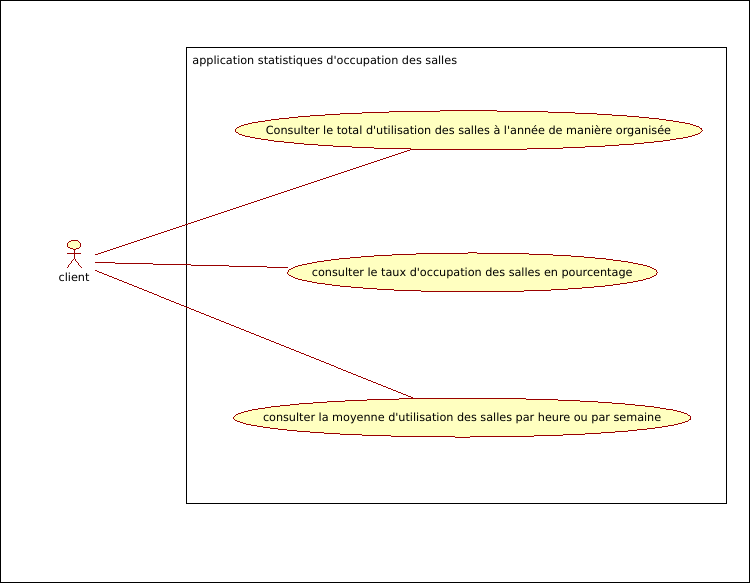 application statistiques d'occupation des salles
Consulter le total d'utilisation des salles à l'année de manière organisée
consulter le taux d'occupation des salles en pourcentage
client
consulter la moyenne d'utilisation des salles par heure ou par semaine